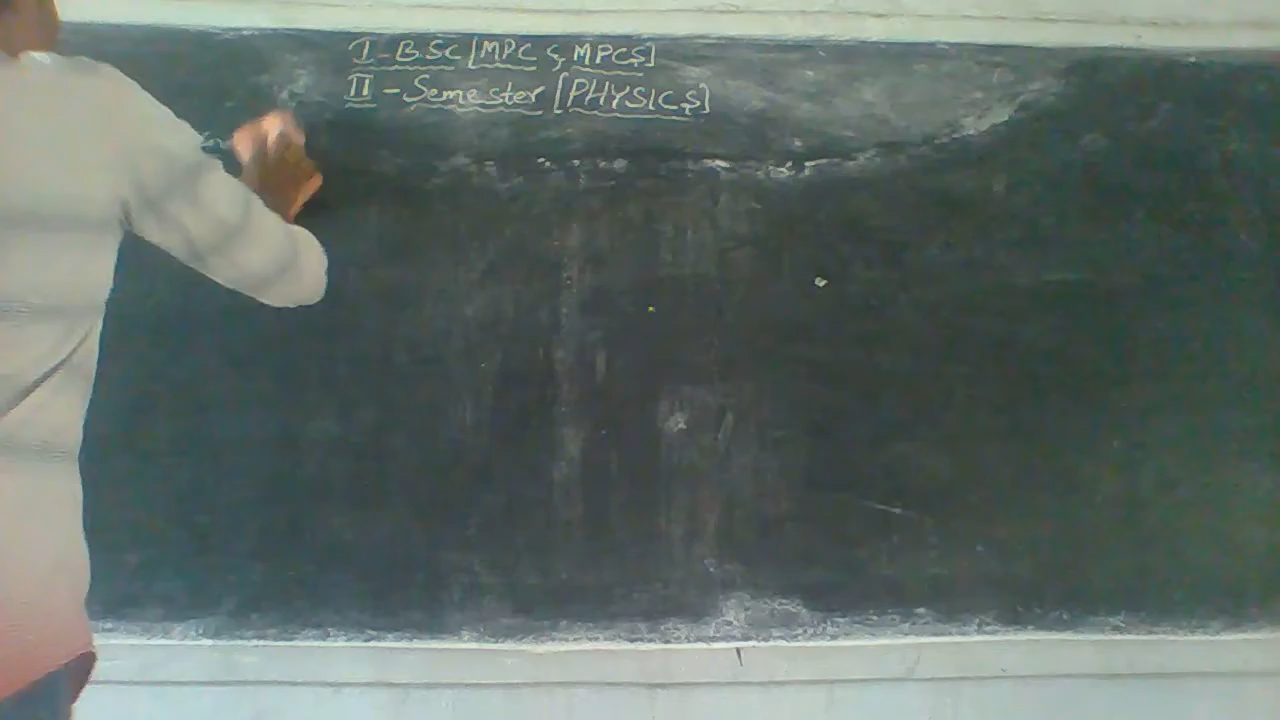 I - B.SC [MPC & MPCS]
II - Semester [PHYSICS]